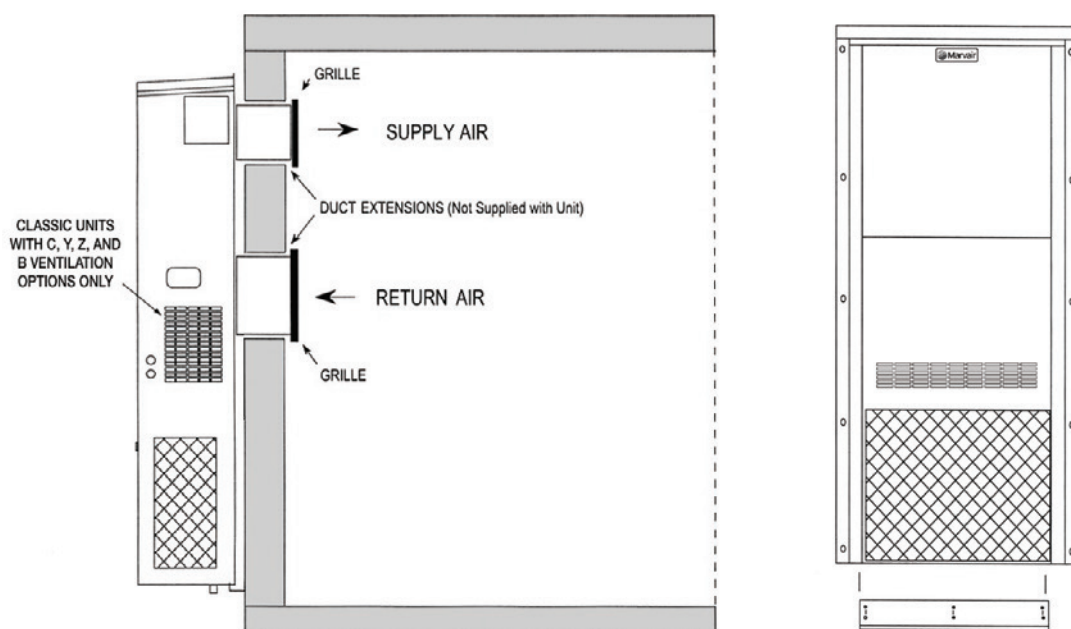 GRILLE
SUPPLY AIR
DUCT EXTENSIONS (Not Supplied with Unit)
CLASSIC UNITS
WITH C, Y, Z, AND
B VENTILATION
OPTIONS ONLY
RETURN AIR
GRILLE
Marvair